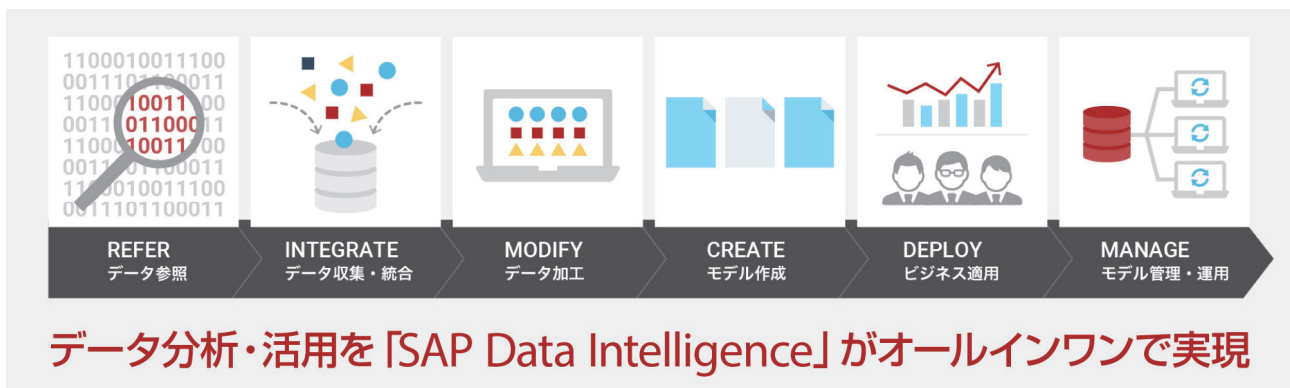 1100010011100
0011101100011
1100010011100
0011101100011
1100010011100
0011101100011
1100010011100
0011101100011
REFER
データ参照
INTEGRATE
データ収集・統合
MODIFY
データ加工
CREATE
モデル作成
DEPLOY
ビジネス適用
MANAGE
モデル管理・運用
データ分析・活用を「SAP Data Intelligence」がオールインワンで実現